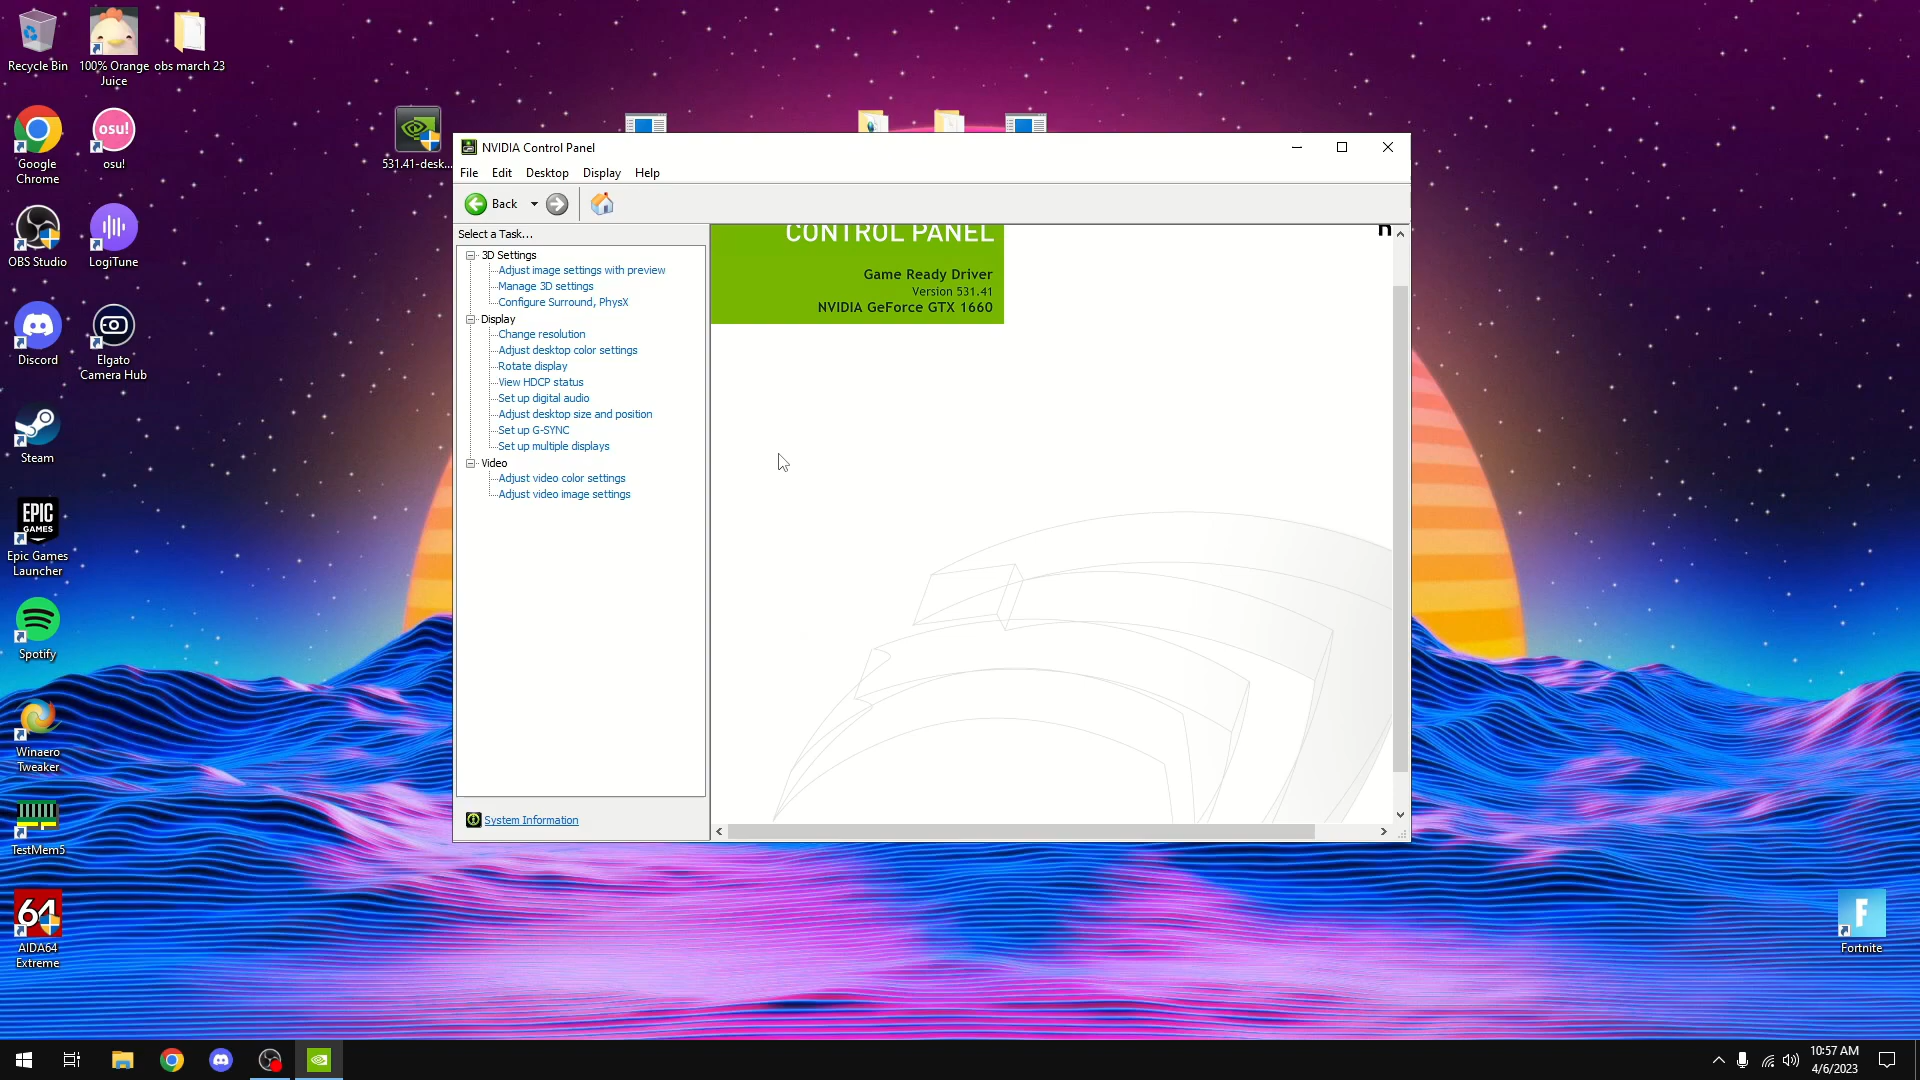 Recycle Bin
100% Orange
Juice
obs march 23
Google
Chrome
osu!
osu!
531.41-desk...
OBS Studio
LogiTune
Discord
Elgato
Camera Hub
Steam
EPIC
GAMES
Epic Games
Launcher
Spotify
Winaero
Tweaker
TestMem5
64
AIDA64
Extreme
F
Fortnite
NVIDIA Control Panel
File
Edit
Desktop
Display
Help
Back
Select a Task...
3D Settings
Adjust image settings with preview
Manage 3D settings
Configure Surround, PhysX
Display
Change resolution
Adjust desktop color settings
Rotate display
View HDCP status
Set up digital audio
Adjust desktop size and position
Set up G-SYNC
Set up multiple displays
Video
Adjust video color settings
Adjust video image settings
System Information
CONTROL PANEL
Game Ready Driver
Version 531.41
NVIDIA GeForce GTX 1660
n
10:57 AM
4/6/2023